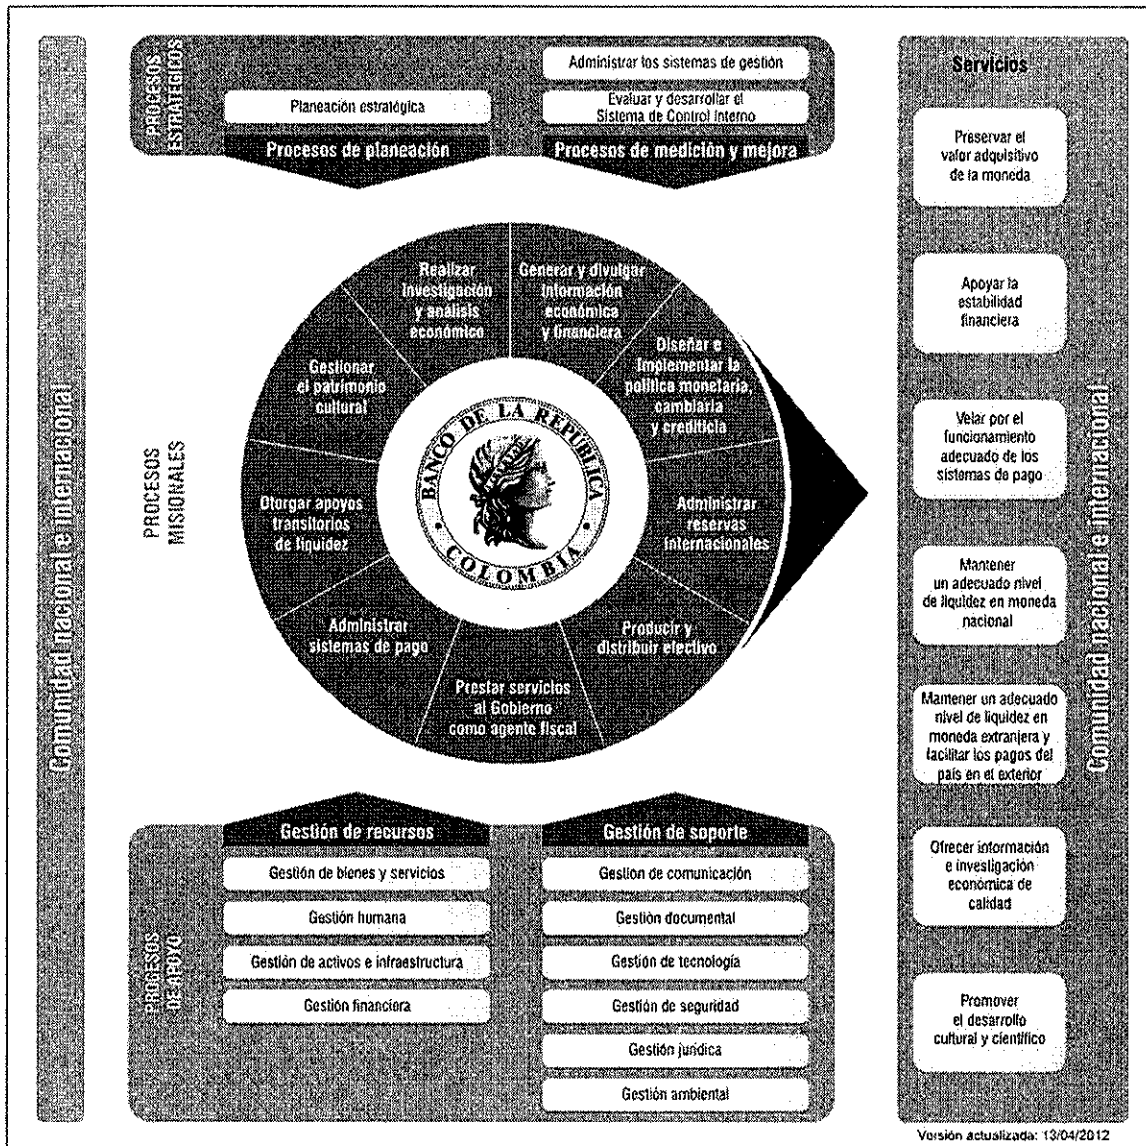 Comunidad nacional e internacional
PROCESOS
ESTRATÉGICOS
Planeación estratégica
Procesos de planeación
Administrar los sistemas de gestión
Evaluar y desarrollar el
Sistema de Control Interno
Procesos de medición y mejora
PROCESOS
MISIONALES
Realizar
investigación
y análisis
económico
Generar y divulgar
información
económica
y financiera
Diseñar e
implementar la
política monetaria,
cambiaria
y crediticia
Administrar
reservas
internacionales
Producir y
distribuir efectivo
Prestar servicios
al Gobierno
como agente fiscal
Administrar
sistemas de pago
Otorgar apoyos
transitorios
de liquidez
Gestionar
el patrimonio
cultural
BANCO DE LA REPUBLICA
COLOMBIA
PROCESOS
DE APOYO
Gestión de recursos
Gestión de bienes y servicios
Gestión humana
Gestión de activos e infraestructura
Gestión financiera
Gestión de soporte
Gestion de comunicación
Gestión documental
Gestión de tecnología
Gestión de seguridad
Gestión jurídica
Gestión ambiental
Servicios
Preservar el
valor adquisitivo
de la moneda
Apoyar la
estabilidad
financiera
Velar por el
funcionamiento
adecuado de los
sistemas de pago
Mantener
un adecuado nivel
de liquidez en moneda
nacional
Mantener un adecuado
nivel de liquidez en
moneda extranjera y
facilitar los pagos del
país en el exterior
Ofrecer información
e investigación
económica de
calidad
Promover
el desarrollo
cultural y científico
Comunidad nacional e internacional
Versión actualizada: 13/04/2012